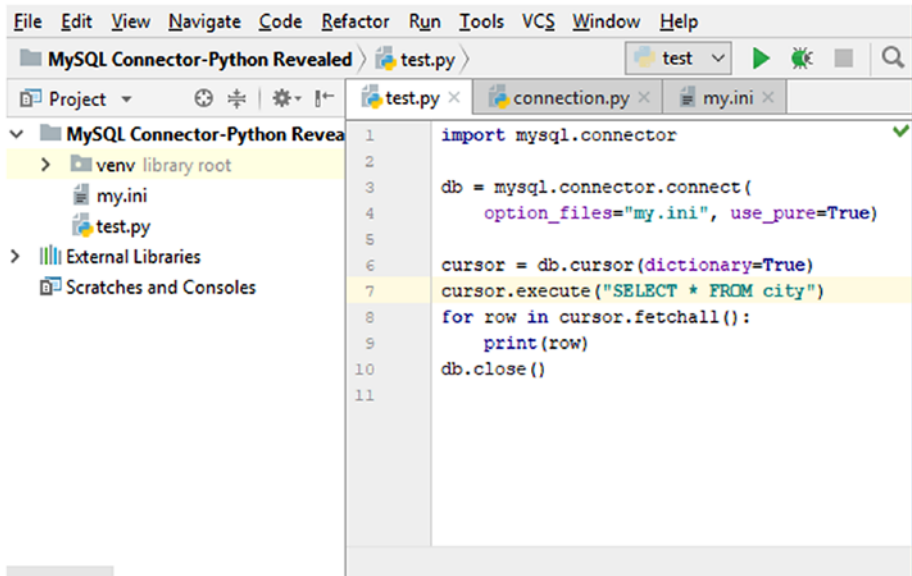 File Edit View Navigate Code Refactor Run Tools VCS Window Help
MySQL Connector-Python Revealed test.py test
Project test.py connection.py my.ini
MySQL Connector-Python Revea
venv library root
my.ini
test.py
External Libraries
Scratches and Consoles
1 import mysql.connector
2
3 db = mysql.connector.connect(
4 option_files="my.ini", use_pure=True)
5
6 cursor = db.cursor(dictionary=True)
7 cursor.execute("SELECT * FROM city")
8 for row in cursor.fetchall():
9 print(row)
10 db.close()
11